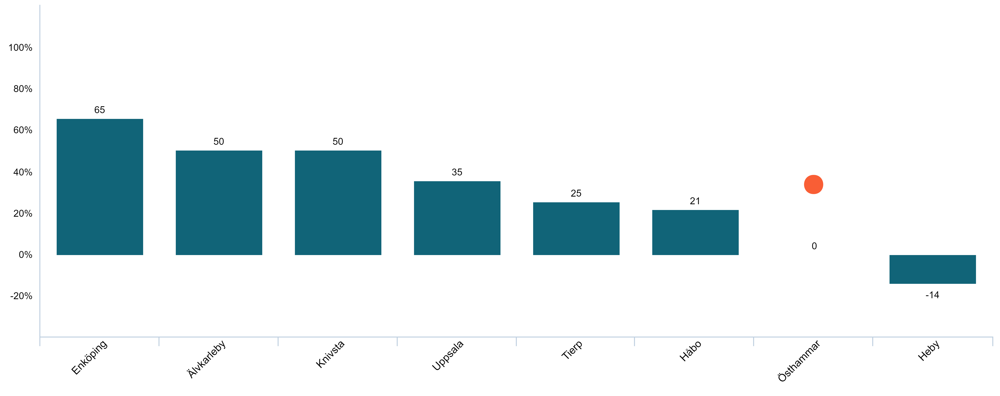 100%
80%
60%
40%
20%
0%
-20%
65
50
50
35
25
21
0
-14
Enköping
Älvkarleby
Knivsta
Uppsala
Tierp
Håbo
Östhammar
Heby